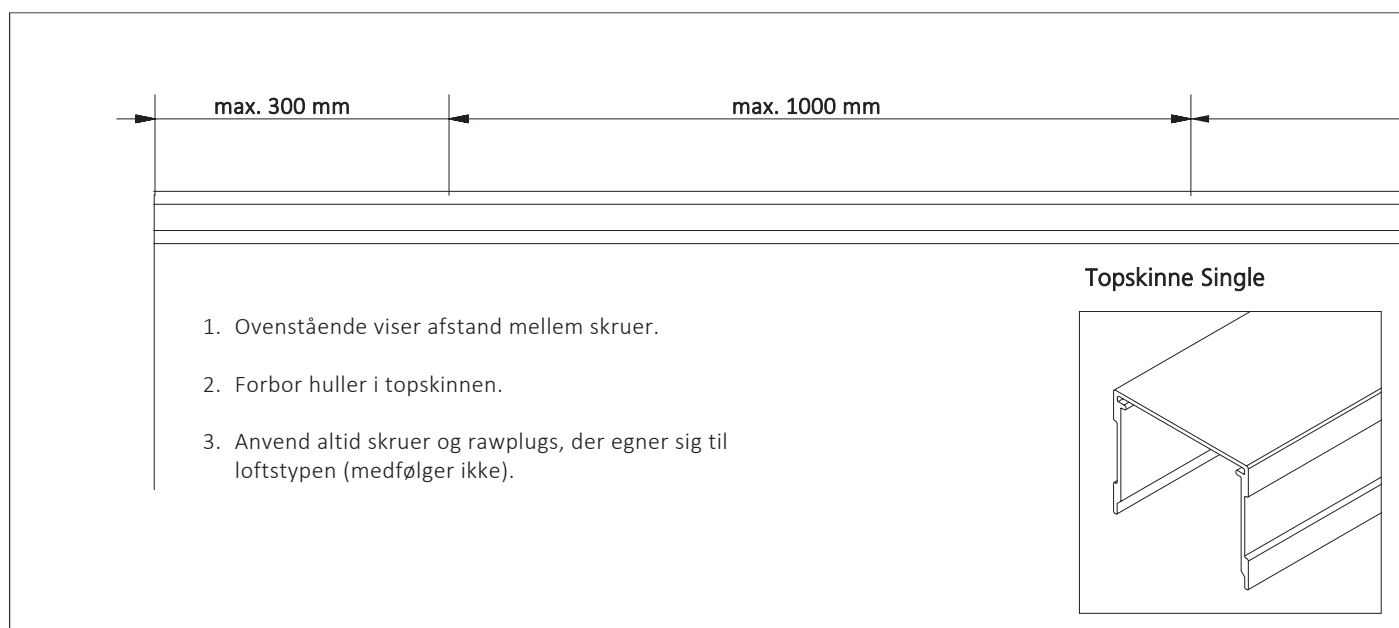 max. 300 mm
max. 1000 mm
Topskinne Single
1. Ovenstående viser afstand mellem skruer.
2. Forbor huller i topskinnen.
3. Anvend altid skruer og rawplugs, der egner sig til
loftstypen (medfølger ikke).